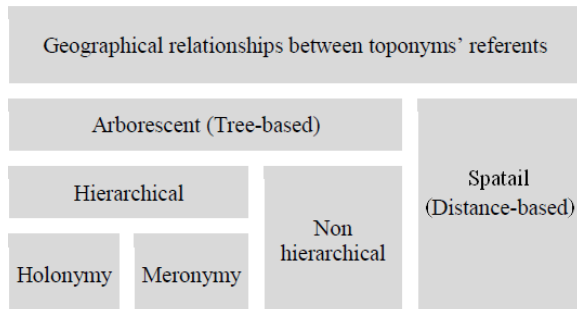 Geographical relationships between toponyms’ referents
Arborescent (Tree-based)
Spatail
(Distance-based)
Hierarchical
Non
hierarchical
Holonymy
Meronymy